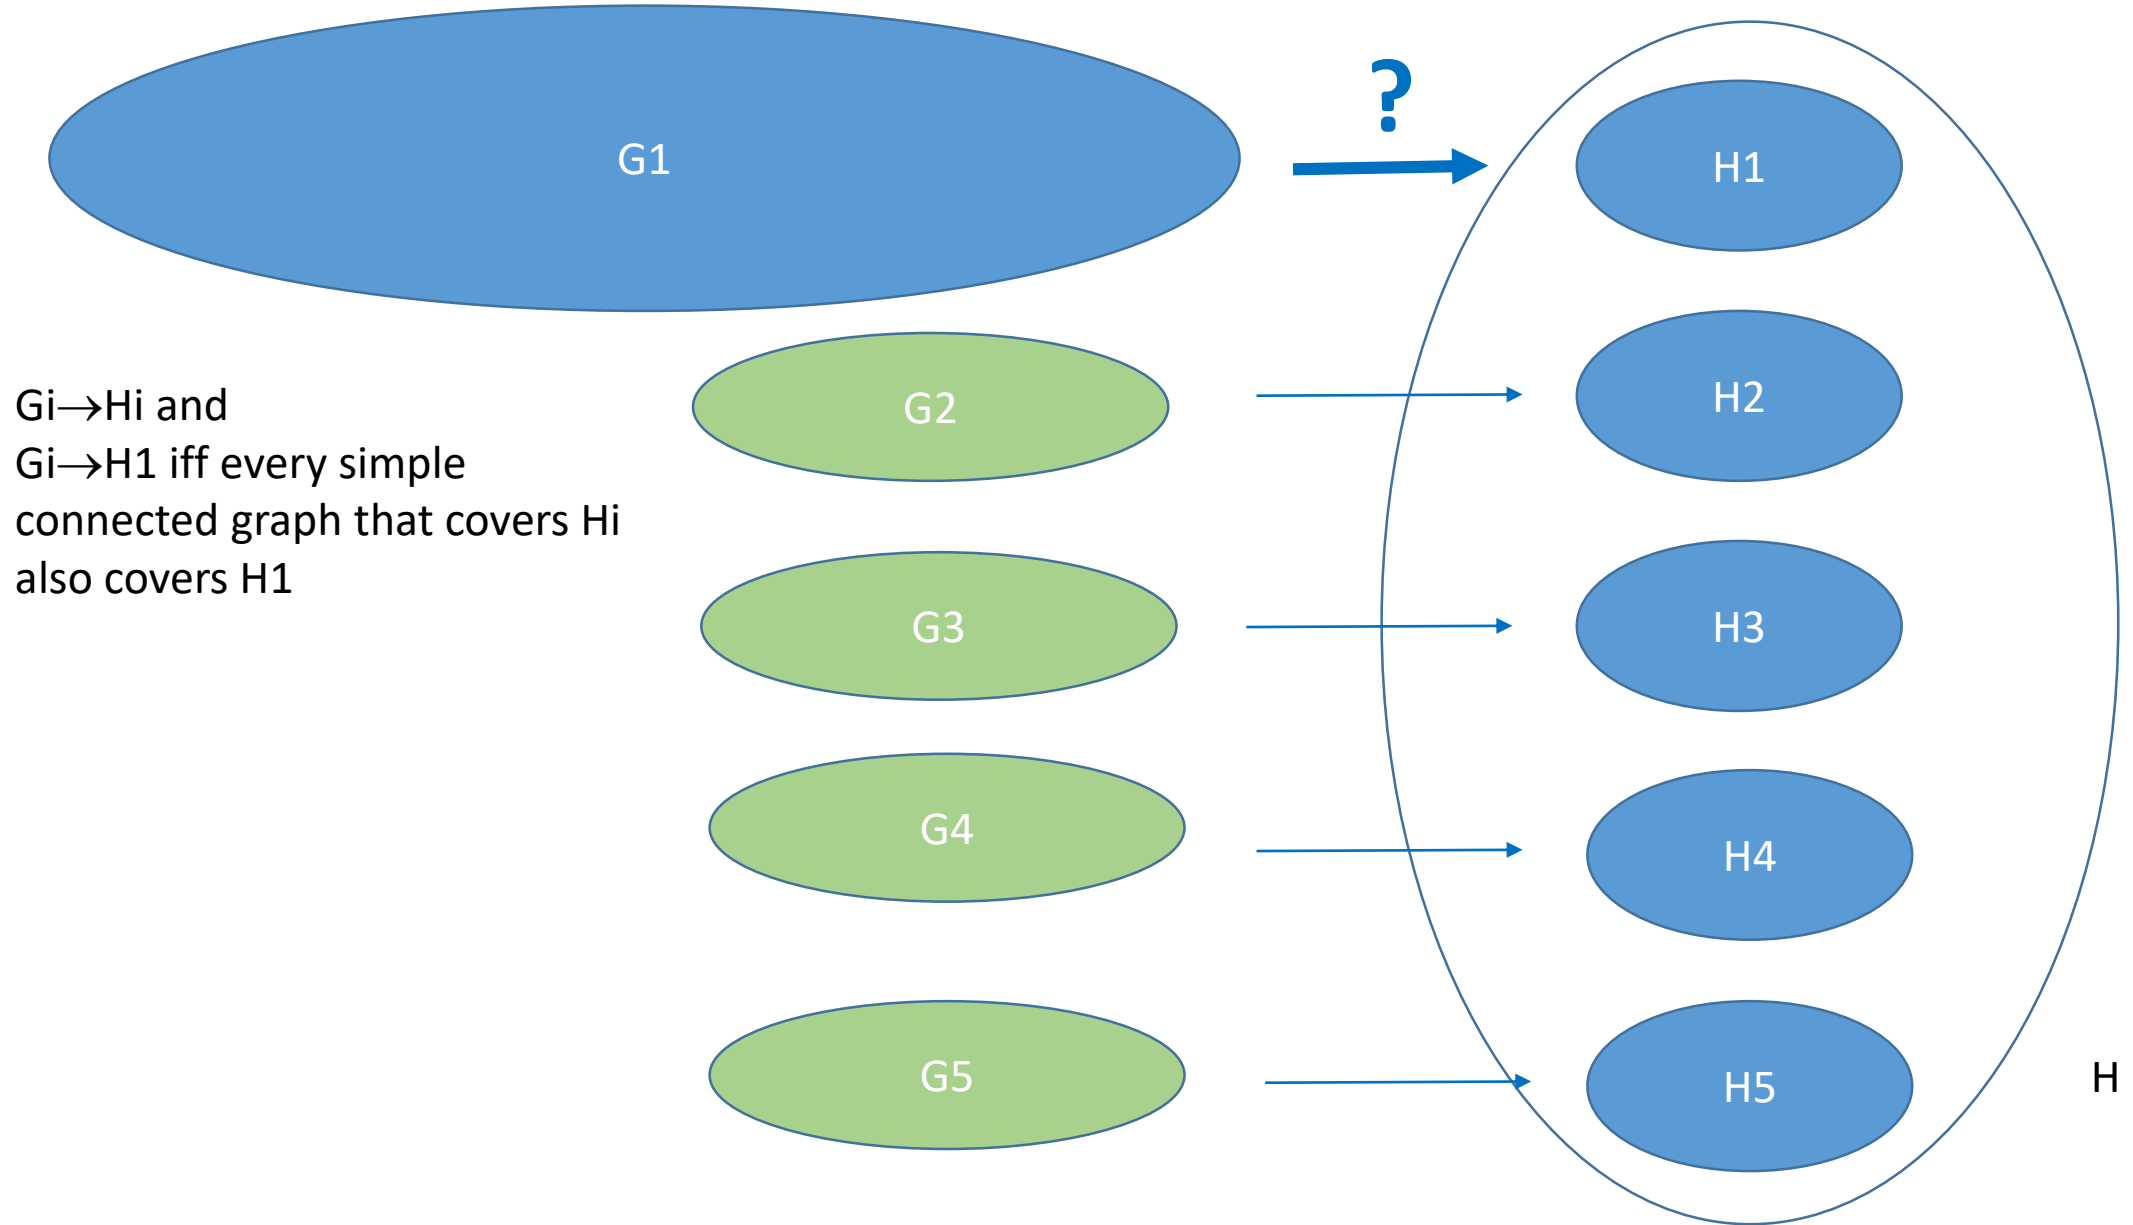 G1
?
H1
G2
H2
Gi→Hi and
Gi→H1 iff every simple
connected graph that covers Hi
also covers H1
G3
H3
G4
H4
G5
H5
H